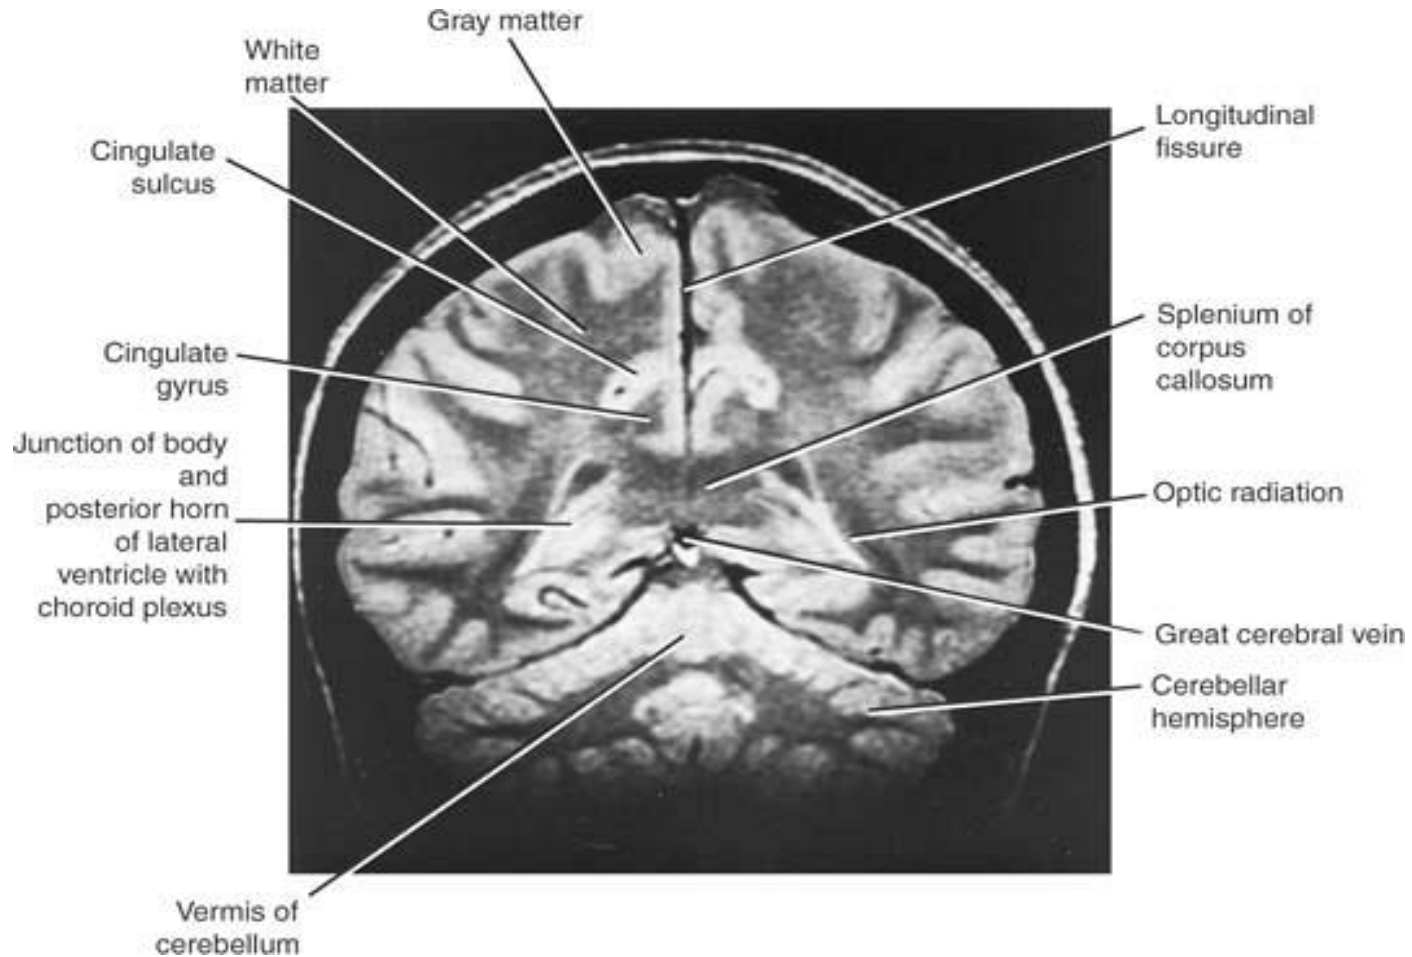 Gray matter
White
matter
Cingulate
sulcus
Cingulate
gyrus
Junction of body
and
posterior horn
of lateral
ventricle with
choroid plexus
Vermis of
cerebellum
Longitudinal
fissure
Splenium of
corpus
callosum
Optic radiation
Great cerebral vein
Cerebellar
hemisphere